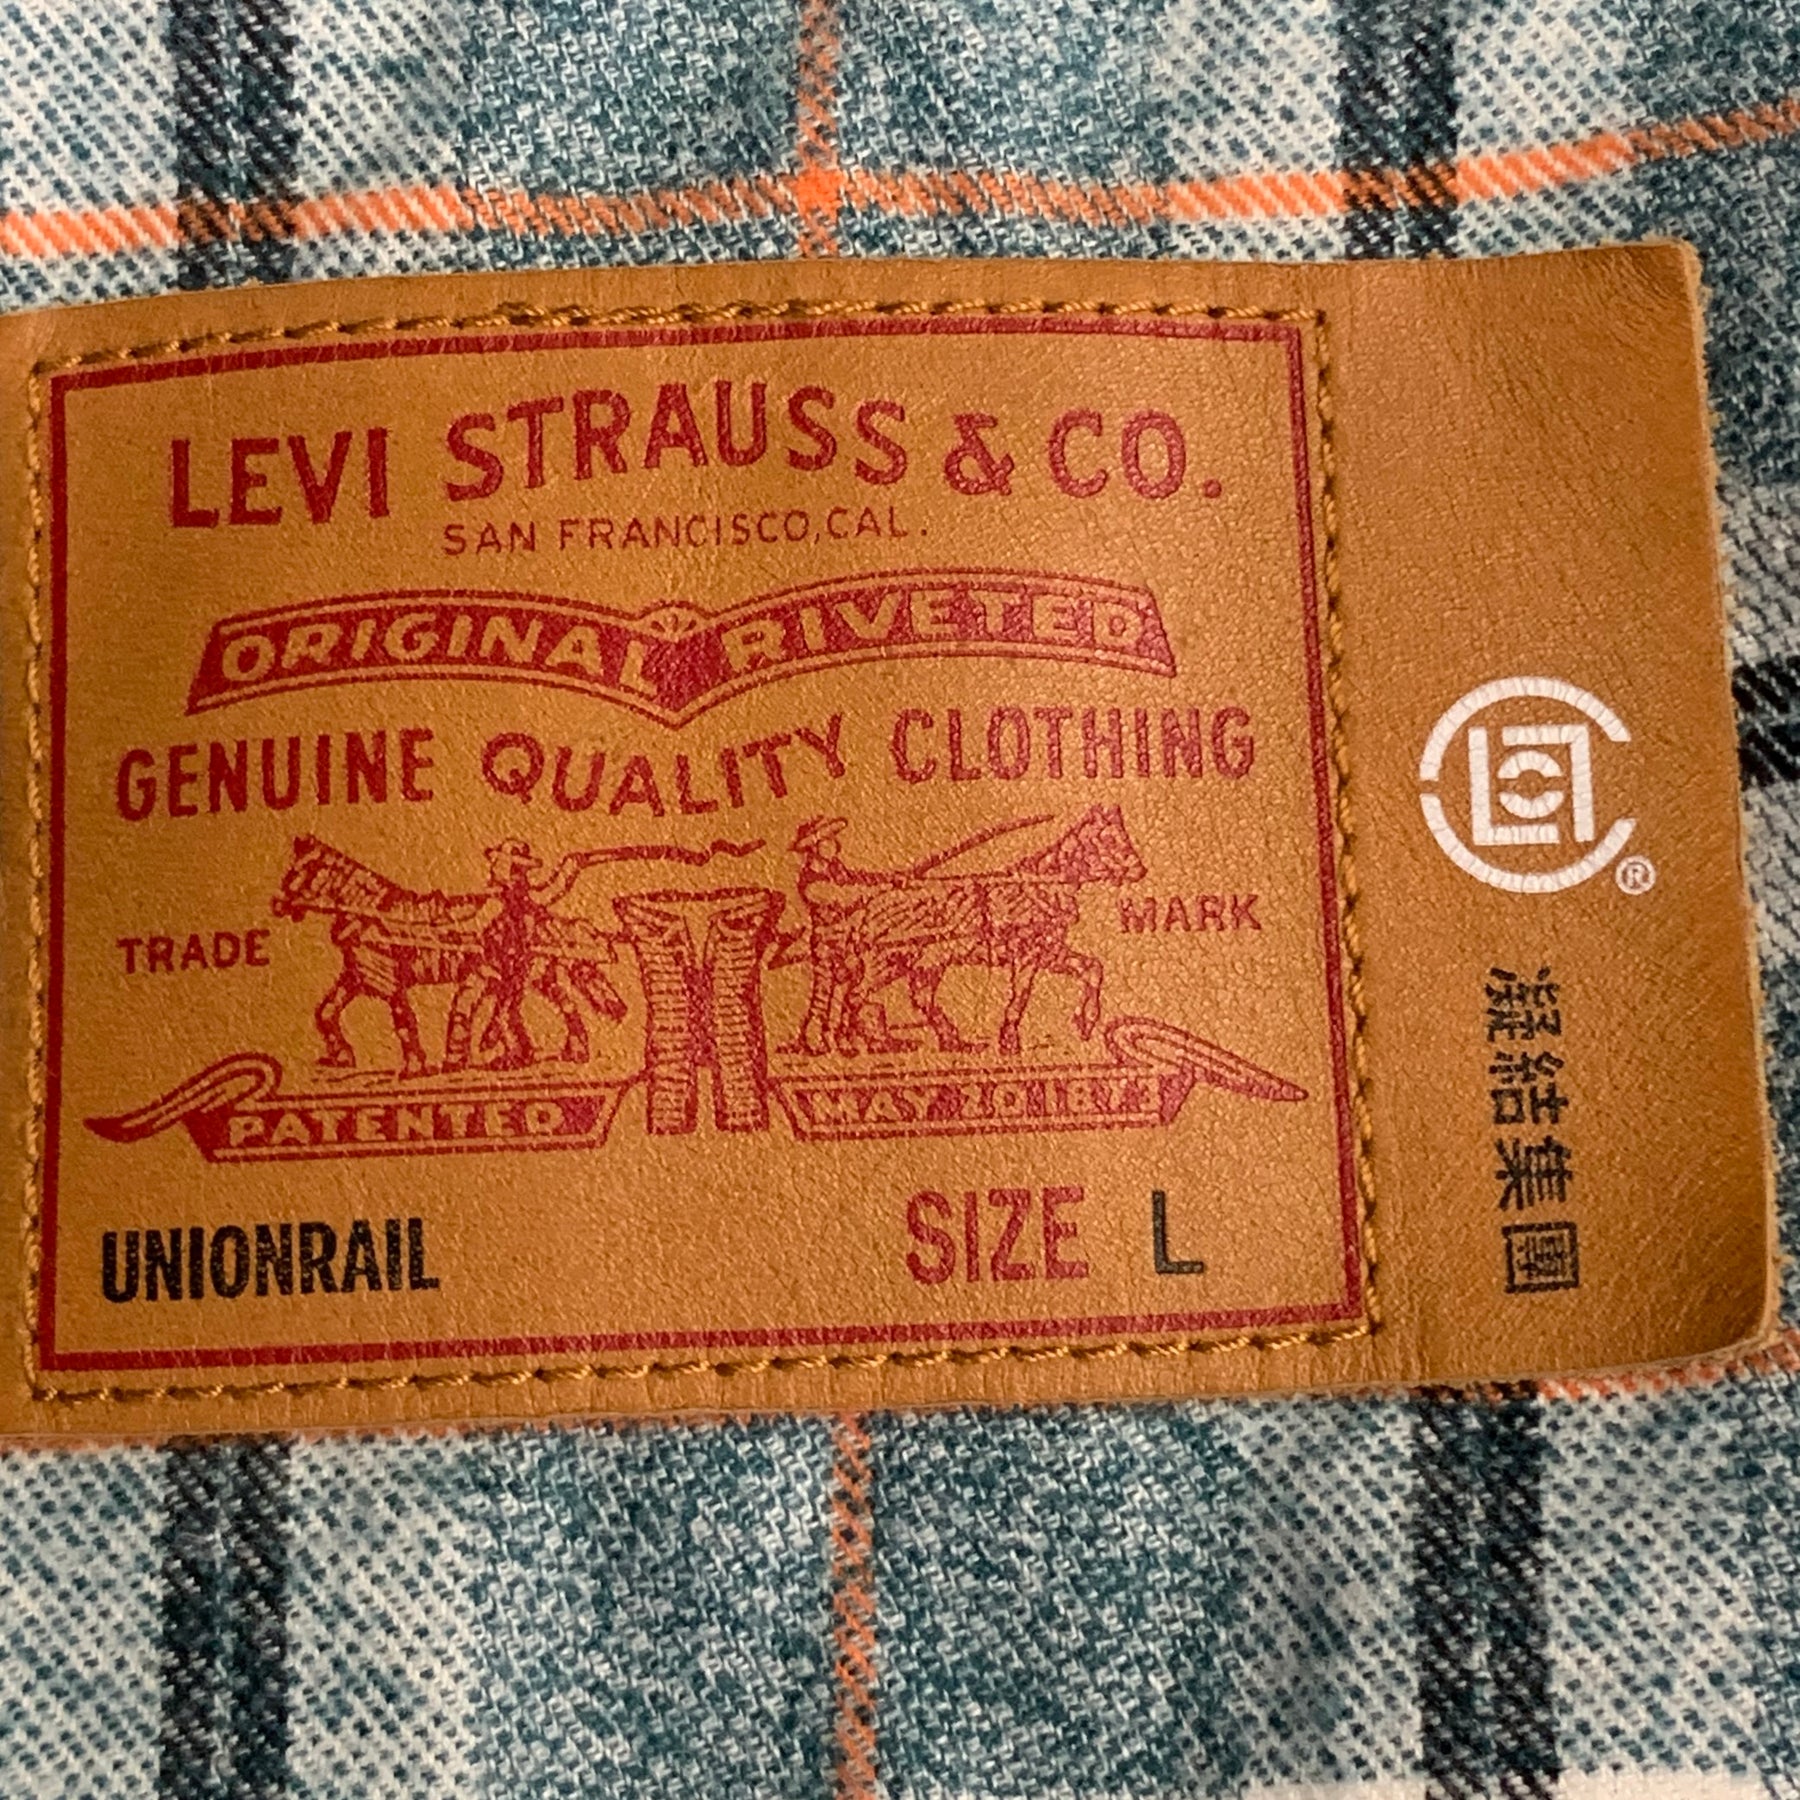 LEVI STRAUSS & CO.
SAN FRANCISCO, CAL.
ORIGINAL RIVETED
GENUINE QUALITY CLOTHING
TRADE MARK
PATENTED MAY 20 1873
UNIONRAIL SIZE L
CLOT
®
凝結集團